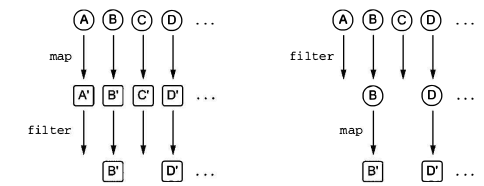 A B C D ...
map
A' B' C' D' ...
filter
B' D' ...
A B C D ...
filter
B D ...
map
B' D' ...